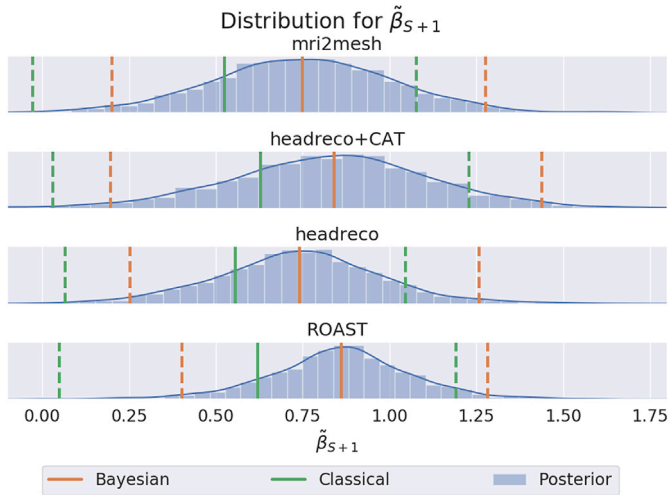 Distribution for β̃_{S+1}
mri2mesh
headreco+CAT
headreco
ROAST
0.00 0.25 0.50 0.75 1.00 1.25 1.50 1.75
β̃_{S+1}
Bayesian Classical Posterior